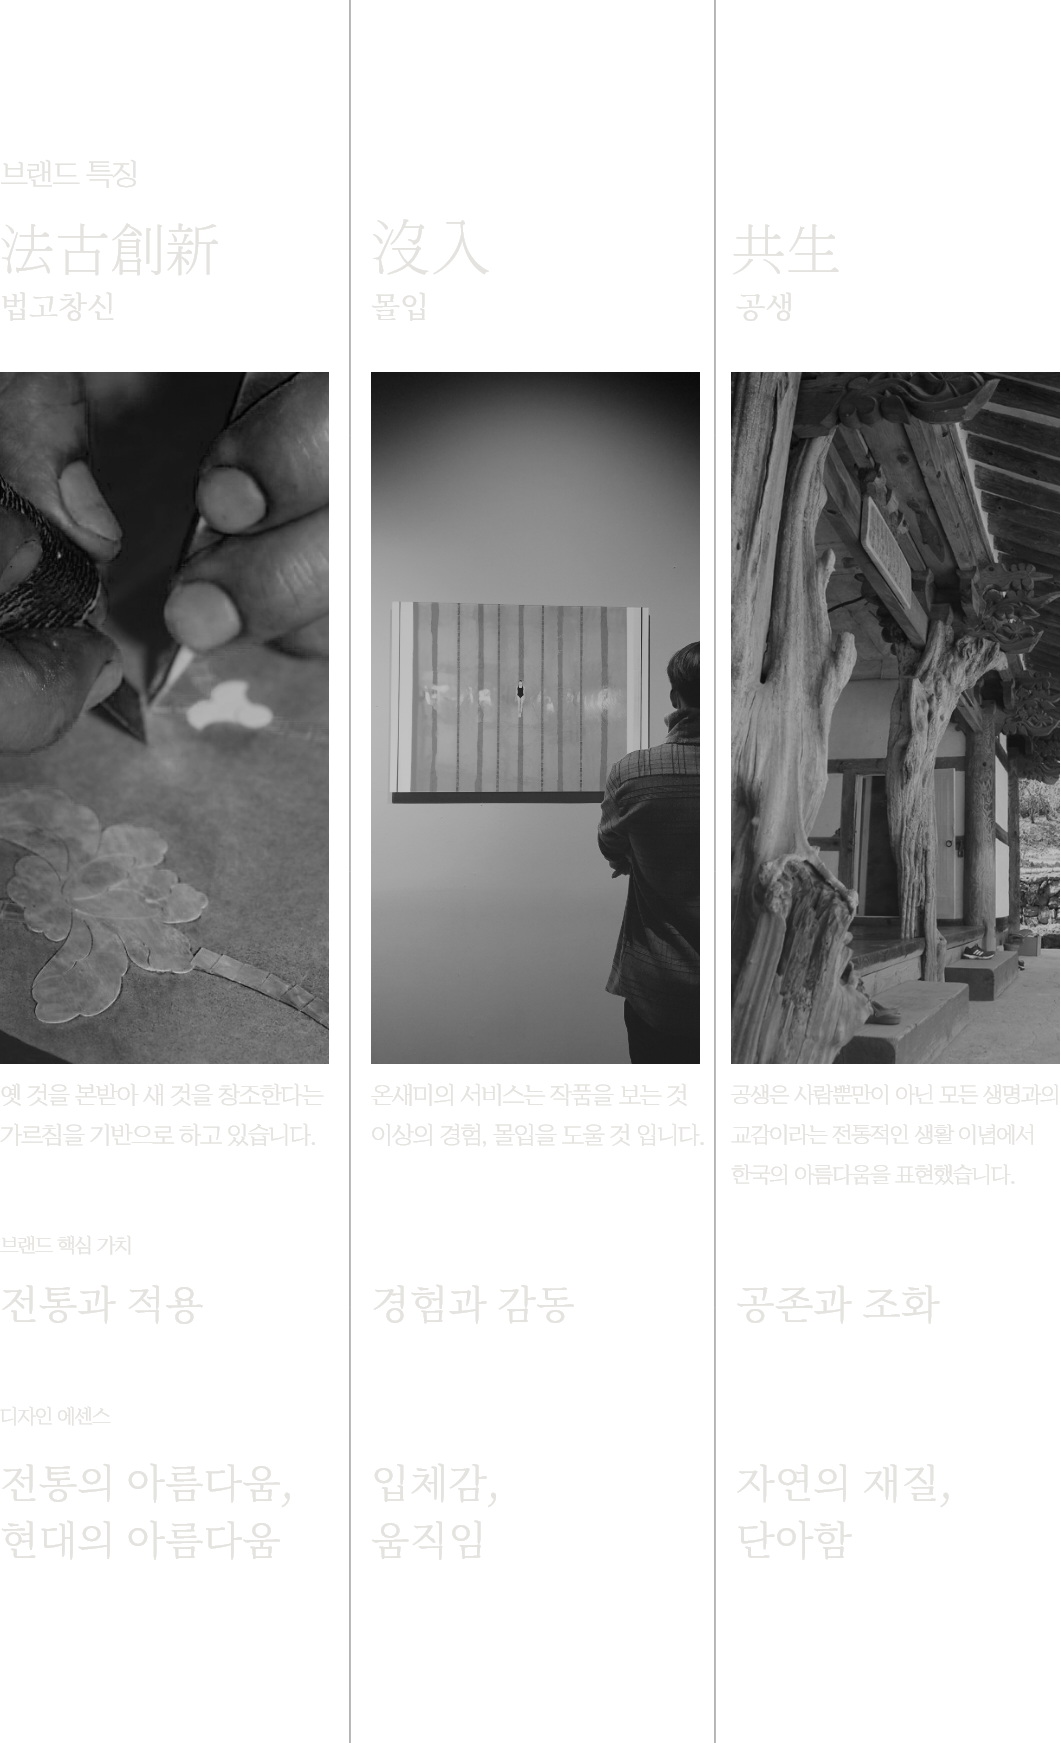 브랜드 특징
法古創新
법고창신
옛 것을 본받아 새 것을 창조한다는
가르침을 기반으로 하고 있습니다.
브랜드 핵심 가치
전통과 적용
디자인 에센스
전통의 아름다움,
현대의 아름다움
沒入
몰입
온새미의 서비스는 작품을 보는 것
이상의 경험, 몰입을 도울 것 입니다.
경험과 감동
입체감,
움직임
共生
공생
공생은 사람뿐만이 아닌 모든 생명과의
교감이라는 전통적인 생활 이념에서
한국의 아름다움을 표현했습니다.
공존과 조화
자연의 재질,
단아함